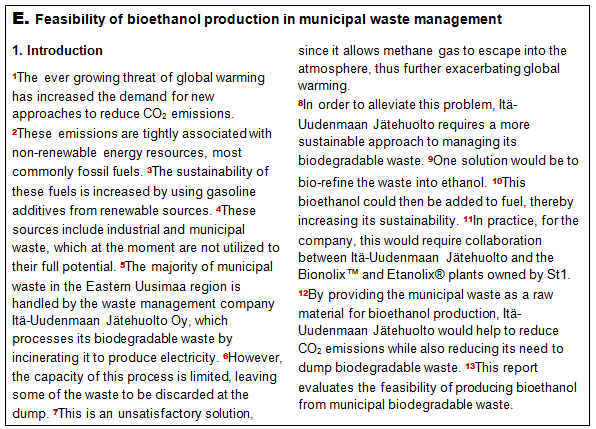 E. Feasibility of bioethanol production in municipal waste management
1. Introduction
1The ever growing threat of global warming
has increased the demand for new
approaches to reduce CO2 emissions.
2These emissions are tightly associated with
non-renewable energy resources, most
commonly fossil fuels. 3The sustainability of
these fuels is increased by using gasoline
additives from renewable sources. 4These
sources include industrial and municipal
waste, which at the moment are not utilized to
their full potential. 5The majority of municipal
waste in the Eastern Uusimaa region is
handled by the waste management company
Itä-Uudenmaan Jätehuolto Oy, which
processes its biodegradable waste by
incinerating it to produce electricity. 6However,
the capacity of this process is limited, leaving
some of the waste to be discarded at the
dump. 7This is an unsatisfactory solution,
since it allows methane gas to escape into the
atmosphere, thus further exacerbating global
warming.
8In order to alleviate this problem, Itä-
Uudenmaan Jätehuolto requires a more
sustainable approach to managing its
biodegradable waste. 9One solution would be to
bio-refine the waste into ethanol. 10This
bioethanol could then be added to fuel, thereby
increasing its sustainability. 11In practice, for the
company, this would require collaboration
between Itä-Uudenmaan Jätehuolto and the
Bionolix™ and Etanolix® plants owned by St1.
12By providing the municipal waste as a raw
material for bioethanol production, Itä-
Uudenmaan Jätehuolto would help to reduce
CO2 emissions while also reducing its need to
dump biodegradable waste. 13This report
evaluates the feasibility of producing bioethanol
from municipal biodegradable waste.